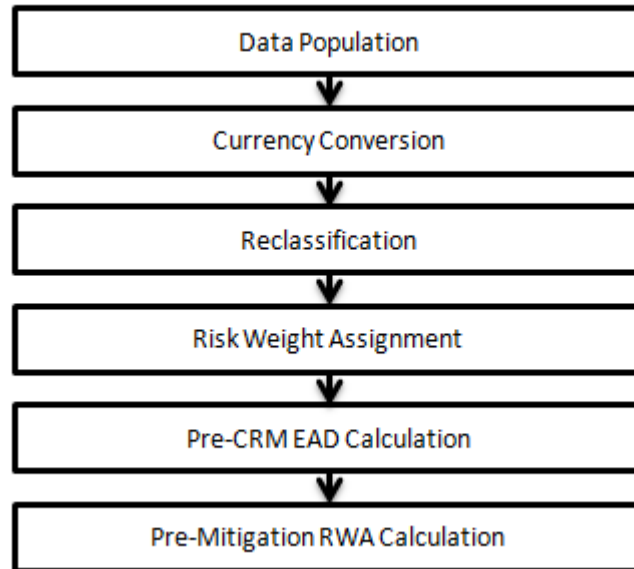 Data Population
Currency Conversion
Reclassification
Risk Weight Assignment
Pre-CRM EAD Calculation
Pre-Mitigation RWA Calculation